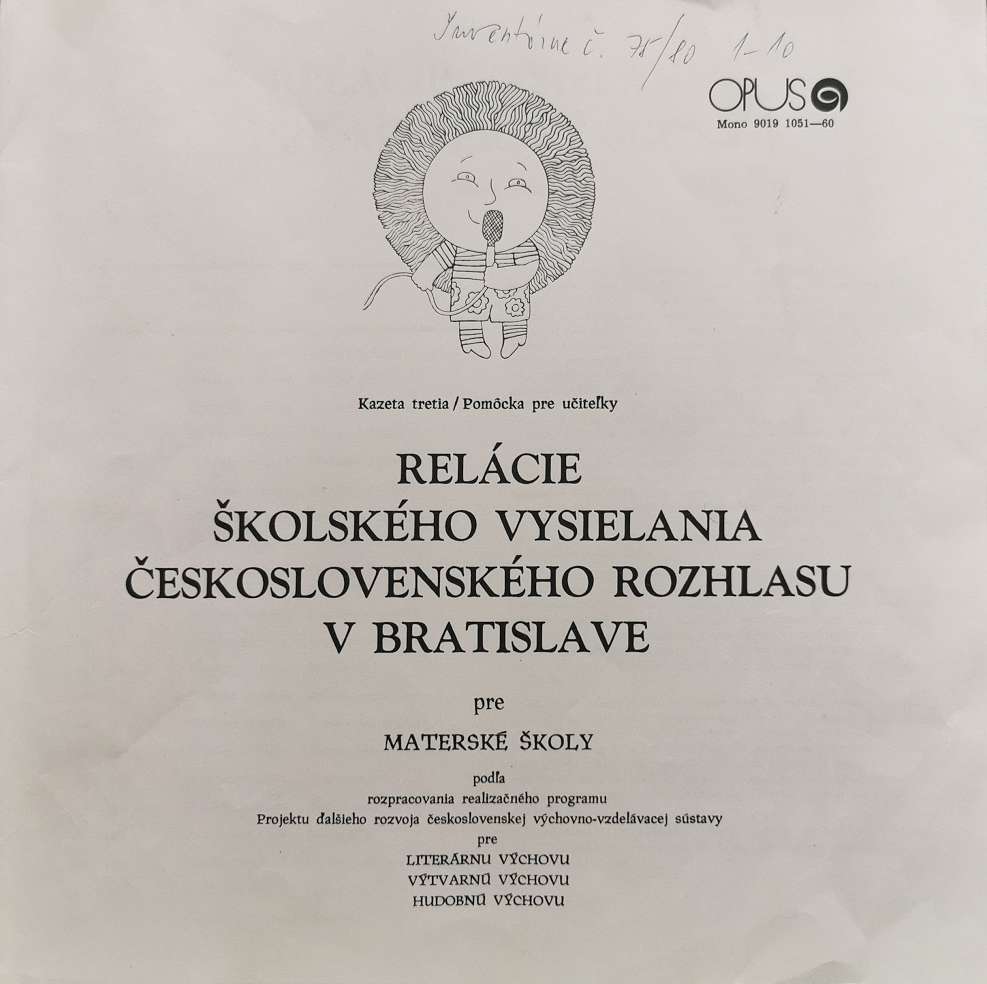 Inventárne č. 75/80 1-10
OPUS
Mono 9019 1051—60
Kazeta tretia / Pomôcka pre učiteľky
RELÁCIE
ŠKOLSKÉHO VYSIELANIA
ČESKOSLOVENSKÉHO ROZHLASU
V BRATISLAVE
pre
MATERSKÉ ŠKOLY
podľa
rozpracovania realizačného programu
Projektu ďalšieho rozvoja československej výchovno-vzdelávacej sústavy
pre
LITERÁRNU VÝCHOVU
VÝTVARNÚ VÝCHOVU
HUDOBNÚ VÝCHOVU